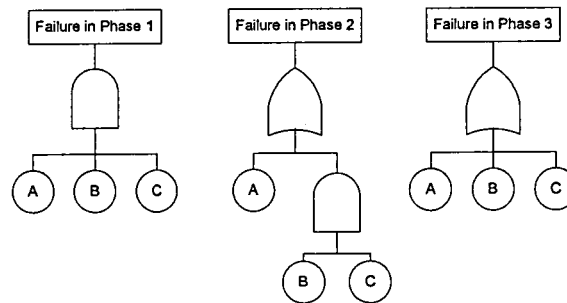 Failure in Phase 1
Failure in Phase 2
Failure in Phase 3
A B C
A
A B C
B C